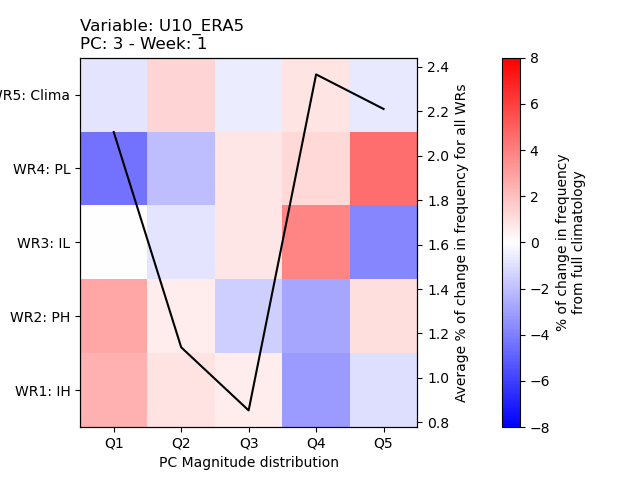 Variable: U10_ERA5
PC: 3 - Week: 1
WR5: Clima
WR4: PL
WR3: IL
WR2: PH
WR1: IH
Q1 Q2 Q3 Q4 Q5
PC Magnitude distribution
2.4
2.2
2.0
1.8
1.6
1.4
1.2
1.0
0.8
Average % of change in frequency for all WRs
8
6
4
2
0
−2
−4
−6
−8
% of change in frequency
from full climatology